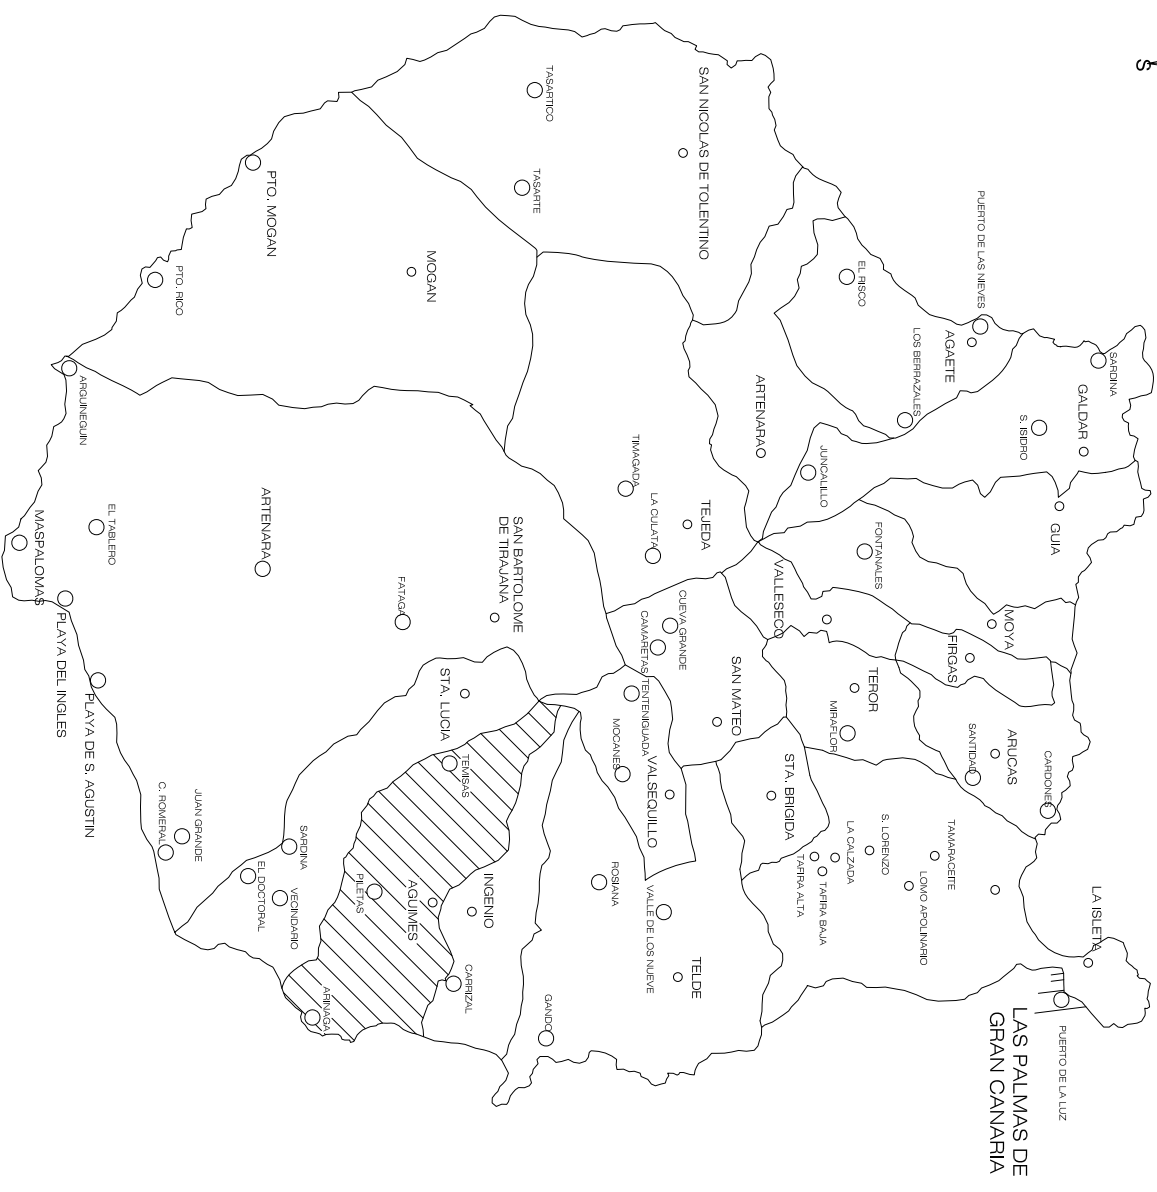 S
LA ISLETA
PUERTO DE LA LUZ
LAS PALMAS DE
GRAN CANARIA
SARDINA
GALDAR
S. ISIDRO
GUIA
MOYA
FIRGAS
ARUCAS
CARDONES
SANTIDAD
TAMARACEITE
LOMO APOLINARIO
S. LORENZO
LA CALZADA
TAFIRA BAJA
TAFIRA ALTA
PUERTO DE LAS NIEVES
AGAETE
LOS BERRAZALES
EL RISCO
JUNCALILLO
FONTANALES
TEROR
MIRAFLOR
VALLESECO
STA. BRIGIDA
ARTENARA
SAN MATEO
SAN NICOLAS DE TOLENTINO
TEJEDA
LA CULATA
TIMAGADA
CUEVA GRANDE
CAMARETAS
TENTENIGUADA
MOCANES
VALSEQUILLO
VALLE DE LOS NUEVE
TELDE
ROSIANA
GANDO
TASARTICO
TASARTE
SAN BARTOLOME
DE TIRAJANA
INGENIO
CARRIZAL
TEMISAS
AGUIMES
PILETAS
ARINAGA
MOGAN
STA. LUCIA
FATAGA
SARDINA
VECINDARIO
EL DOCTORAL
PTO. MOGAN
PTO. RICO
ARTENARA
JUAN GRANDE
C. ROMERAL
ARGUINEGUIN
EL TABLERO
MASPALOMAS
PLAYA DEL INGLES
PLAYA DE S. AGUSTIN